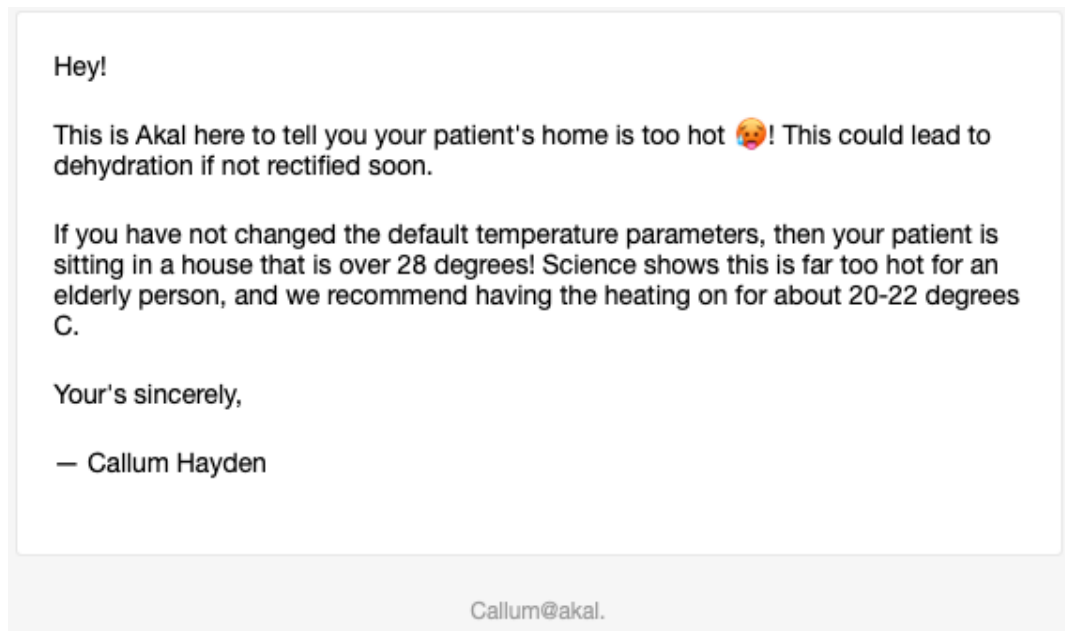 Hey!
This is Akal here to tell you your patient's home is too hot 🥵! This could lead to
dehydration if not rectified soon.
If you have not changed the default temperature parameters, then your patient is
sitting in a house that is over 28 degrees! Science shows this is far too hot for an
elderly person, and we recommend having the heating on for about 20-22 degrees
C.
Your's sincerely,
— Callum Hayden
Callum@akal.